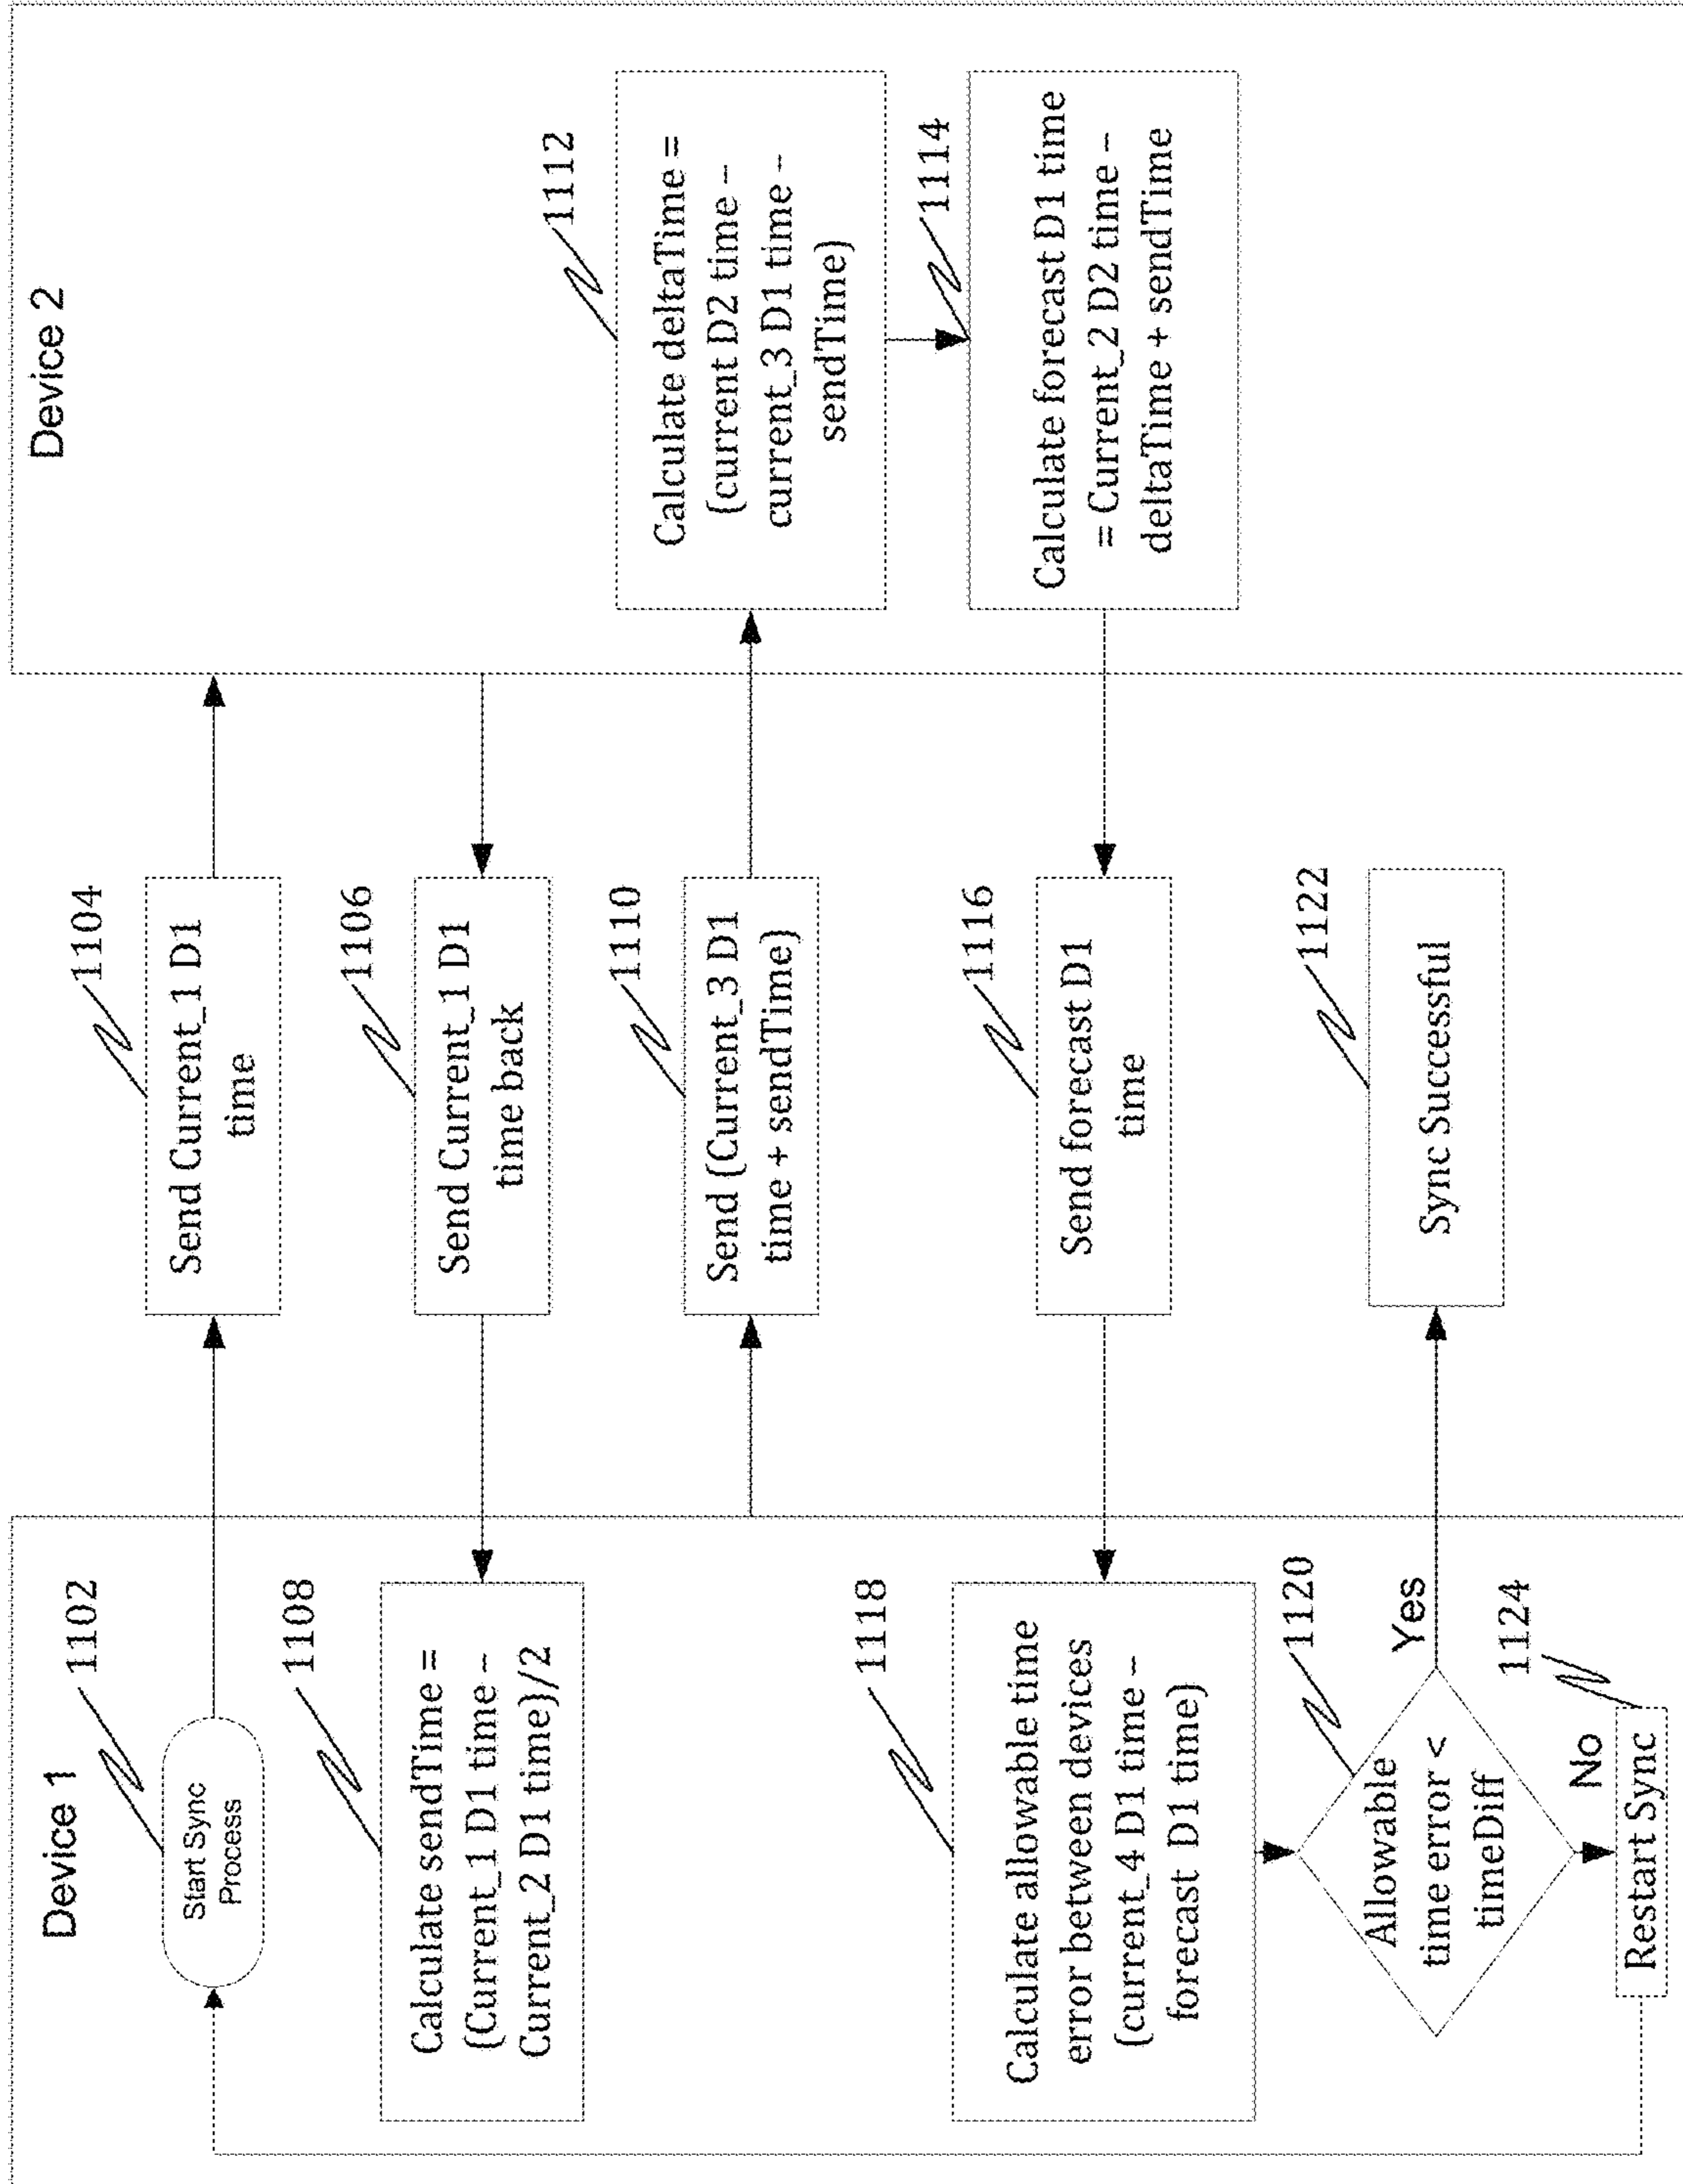 Device 1
Device 2
1102
Start Sync
Process
1104
Send Current_1 D1
time
1106
Send Current_1 D1
time back
1108
Calculate sendTime =
(Current_1 D1 time –
Current_2 D1 time)/2
1110
Send (Current_3 D1
time + sendTime)
1112
Calculate deltaTime =
(current D2 time –
current_3 D1 time –
sendTime)
1114
Calculate forecast D1 time
= Current_2 D2 time –
deltaTime + sendTime
1116
Send forecast D1
time
1118
Calculate allowable time
error between devices
(current_4 D1 time –
forecast D1 time)
1120
Allowable
time error <
timeDiff
Yes
1122
Sync Successful
No
1124
Restart Sync